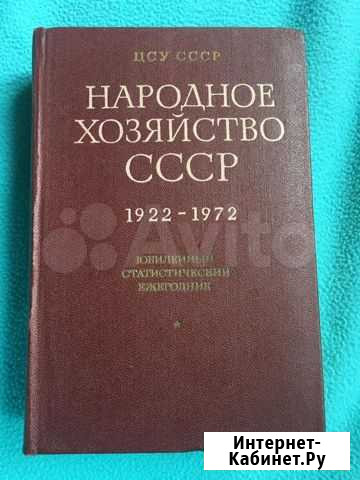 ЦСУ СССР
НАРОДНОЕ
ХОЗЯЙСТВО
СССР
1922-1972
ЮБИЛЕЙНЫЙ
СТАТИСТИЧЕСКИЙ
ЕЖЕГОДНИК
Avito
Интернет-
Кабинет.Ру